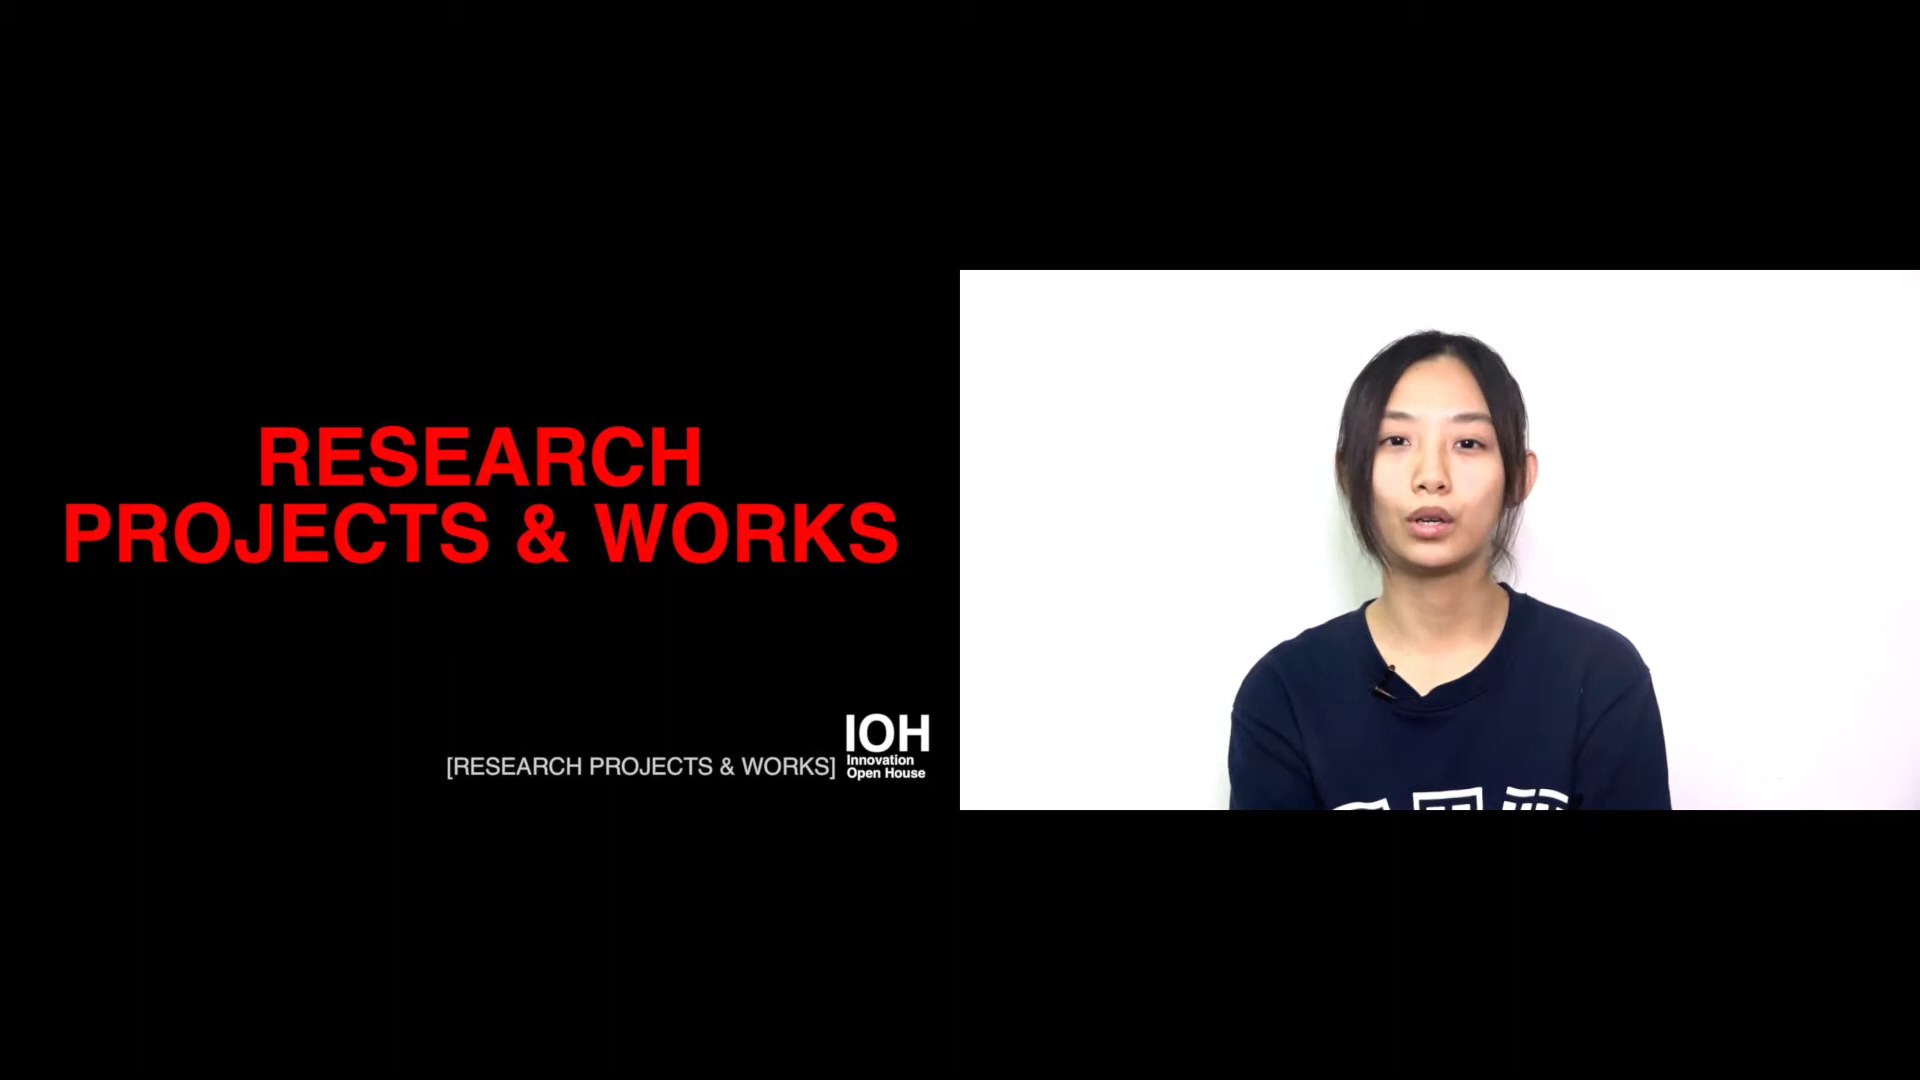 RESEARCH
PROJECTS & WORKS
[RESEARCH PROJECTS & WORKS]
IOH
Innovation
Open House